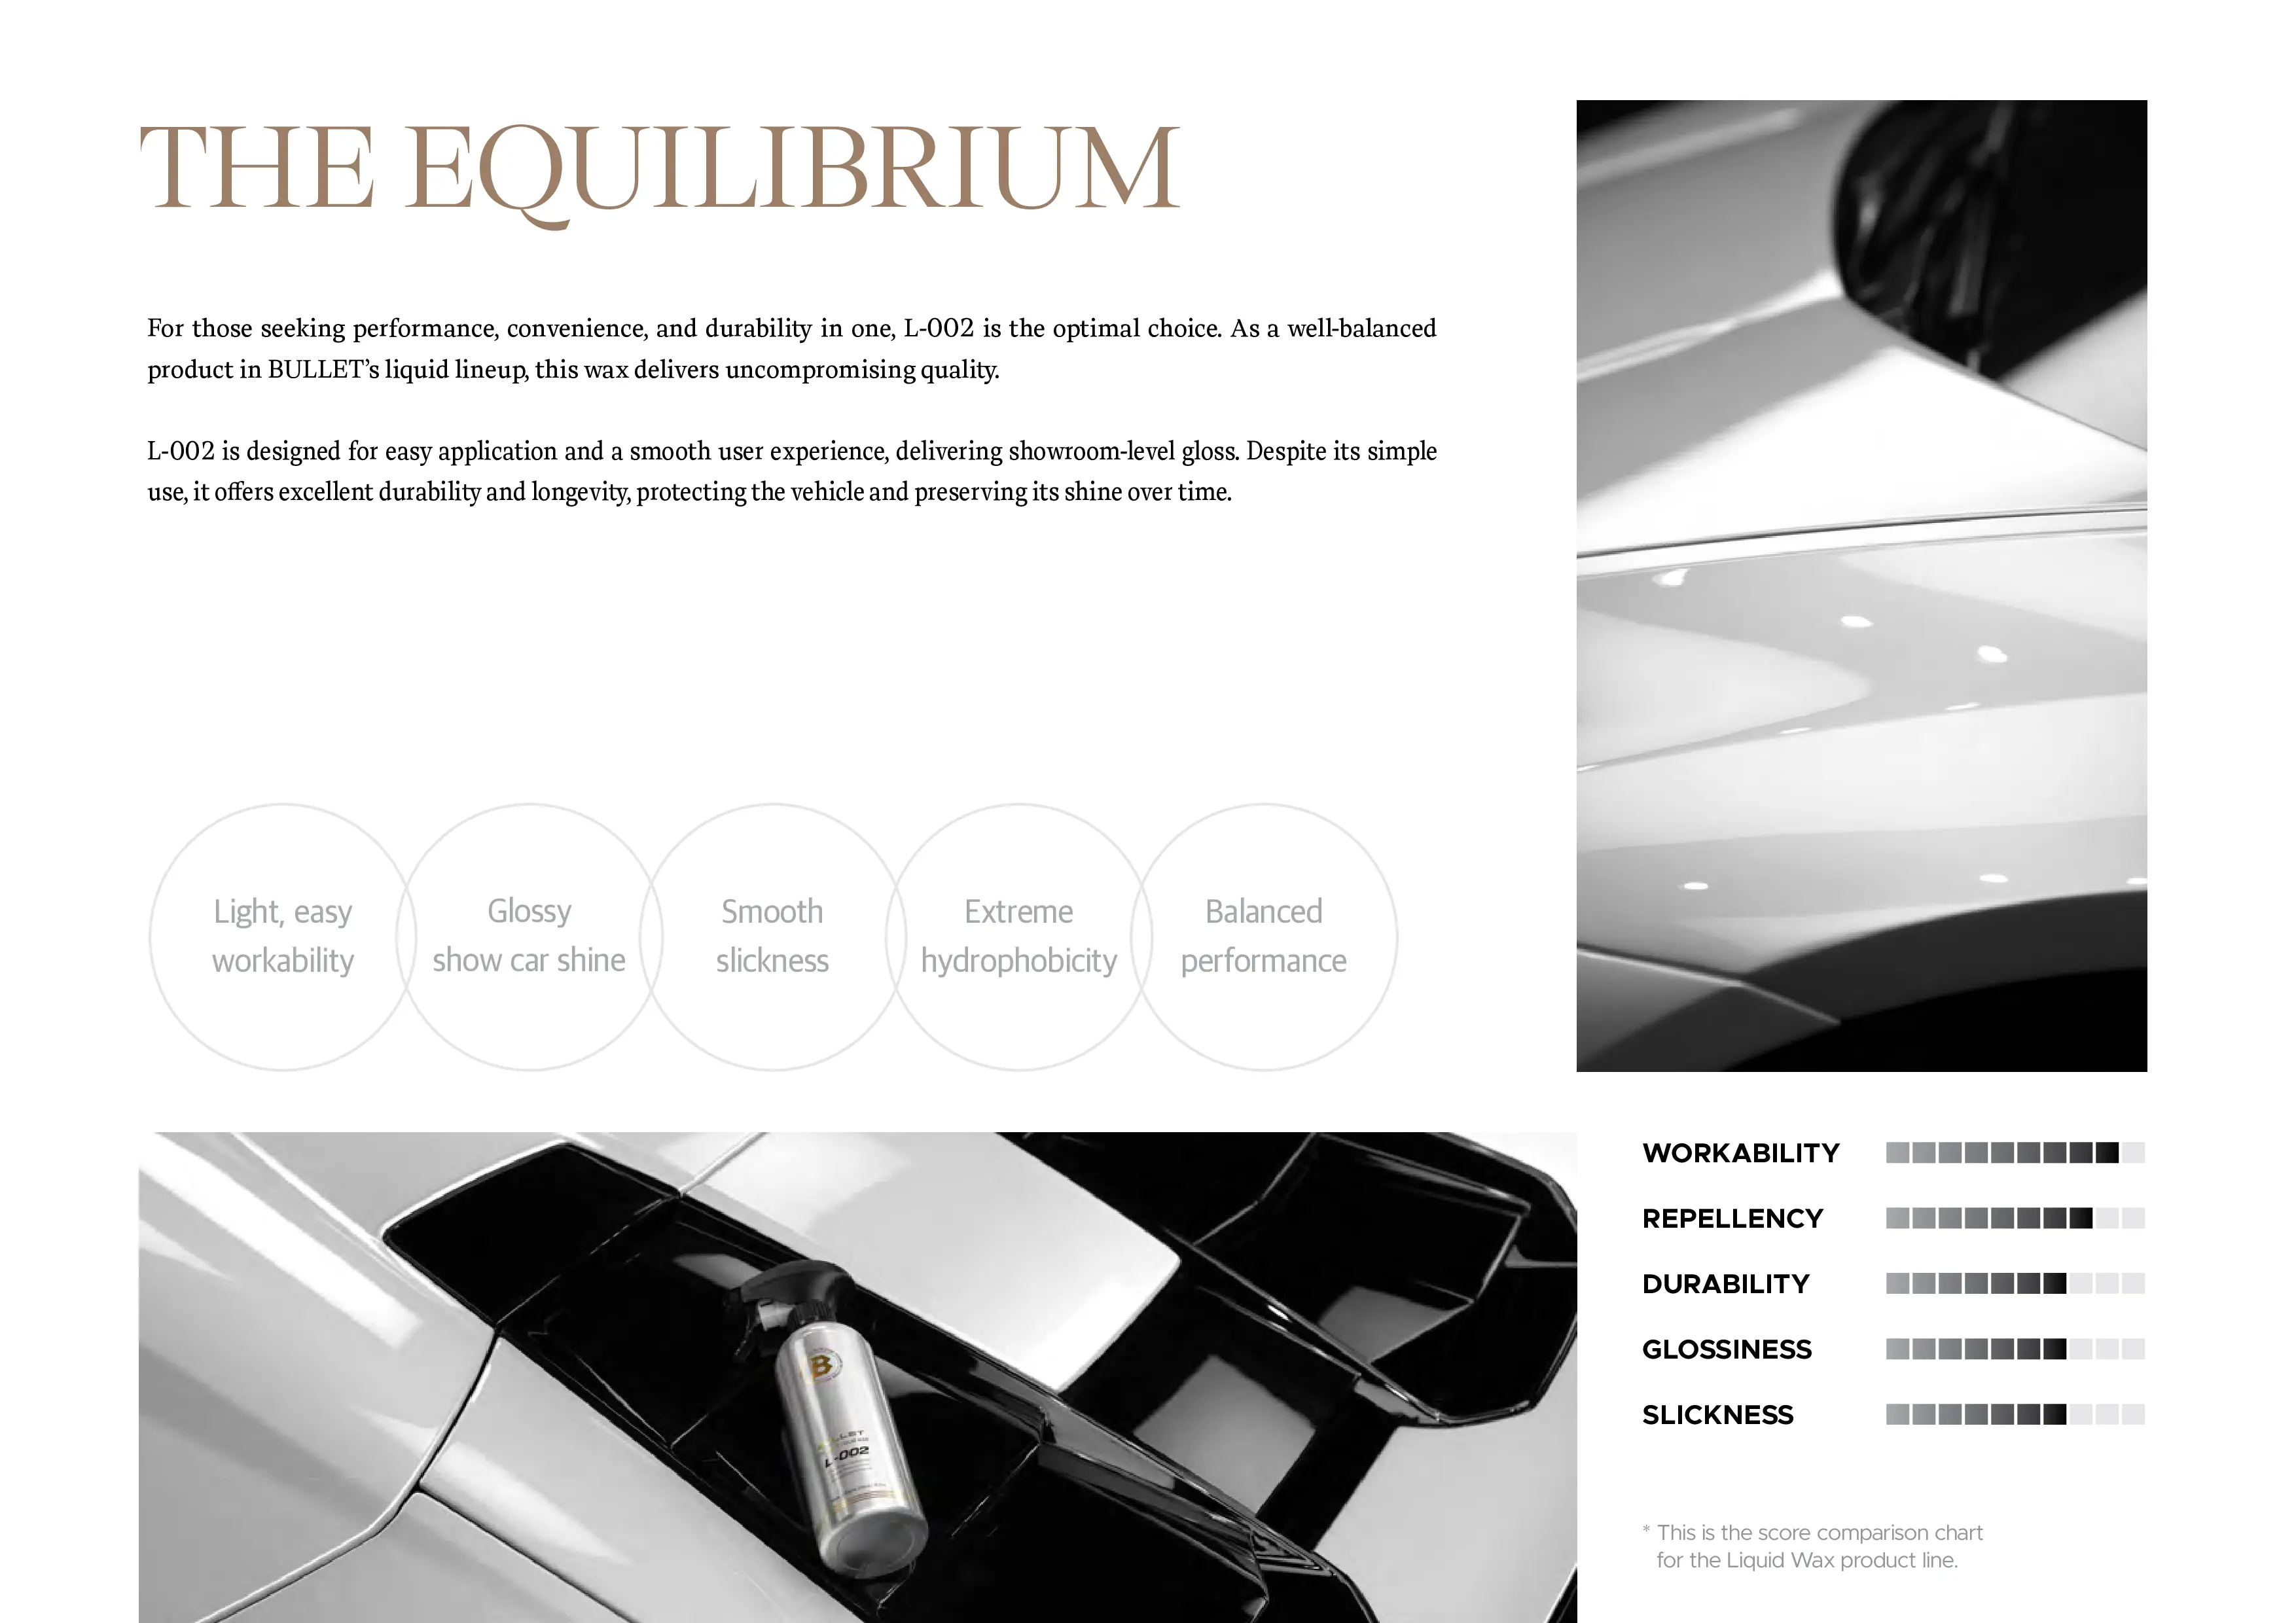 THE EQUILIBRIUM
For those seeking performance, convenience, and durability in one, L-002 is the optimal choice. As a well-balanced
product in BULLET’s liquid lineup, this wax delivers uncompromising quality.
L-002 is designed for easy application and a smooth user experience, delivering showroom-level gloss. Despite its simple
use, it offers excellent durability and longevity, protecting the vehicle and preserving its shine over time.
Light, easy
workability
Glossy
show car shine
Smooth
slickness
Extreme
hydrophobicity
Balanced
performance
B
L-002
WORKABILITY
REPELLENCY
DURABILITY
GLOSSINESS
SLICKNESS
* This is the score comparison chart
for the Liquid Wax product line.